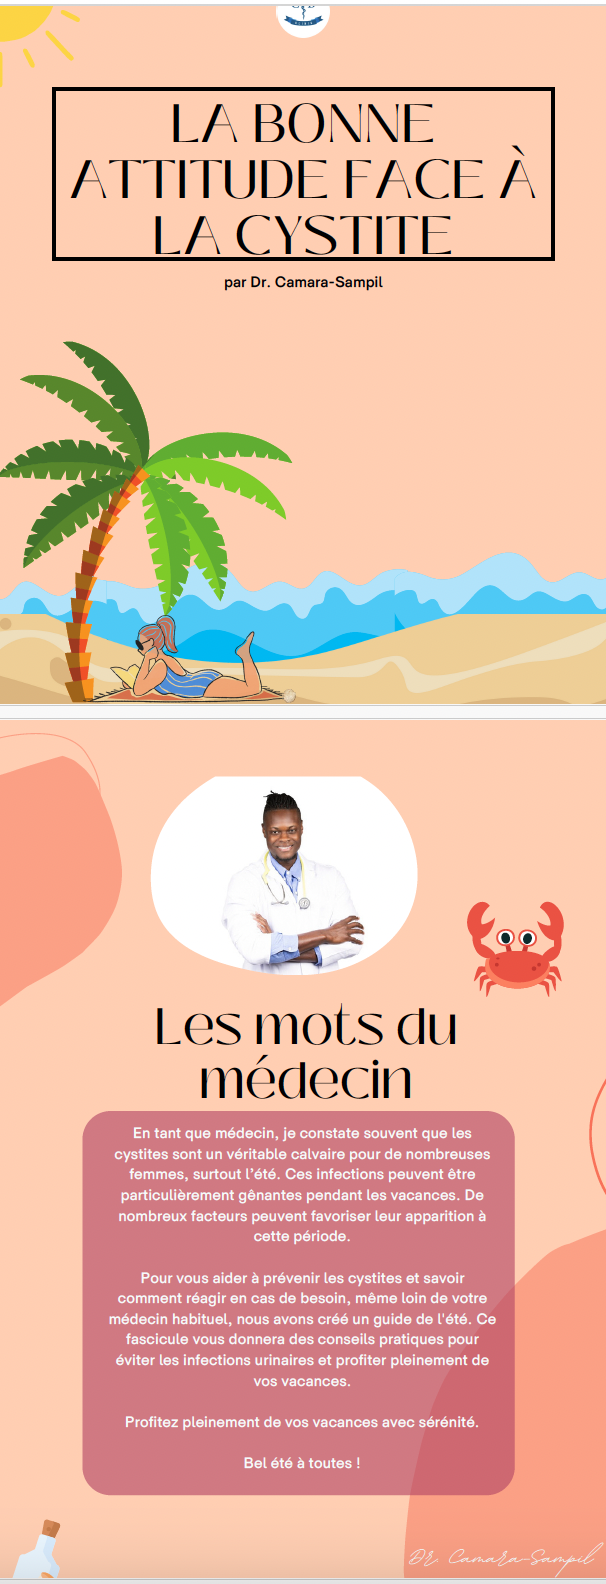 LA BONNE
ATTITUDE FACE À
LA CYSTITE
par Dr. Camara-Sampil
Les mots du
médecin
En tant que médecin, je constate souvent que les
cystites sont un véritable calvaire pour de nombreuses
femmes, surtout l'été. Ces infections peuvent être
particulièrement gênantes pendant les vacances. De
nombreux facteurs peuvent favoriser leur apparition à
cette période.
Pour vous aider à prévenir les cystites et savoir
comment réagir en cas de besoin, même loin de votre
médecin habituel, nous avons créé un guide de l'été. Ce
fascicule vous donnera des conseils pratiques pour
éviter les infections urinaires et profiter pleinement de
vos vacances.
Profitez pleinement de vos vacances avec sérénité.
Bel été à toutes !
Dr. Camara-Sampil